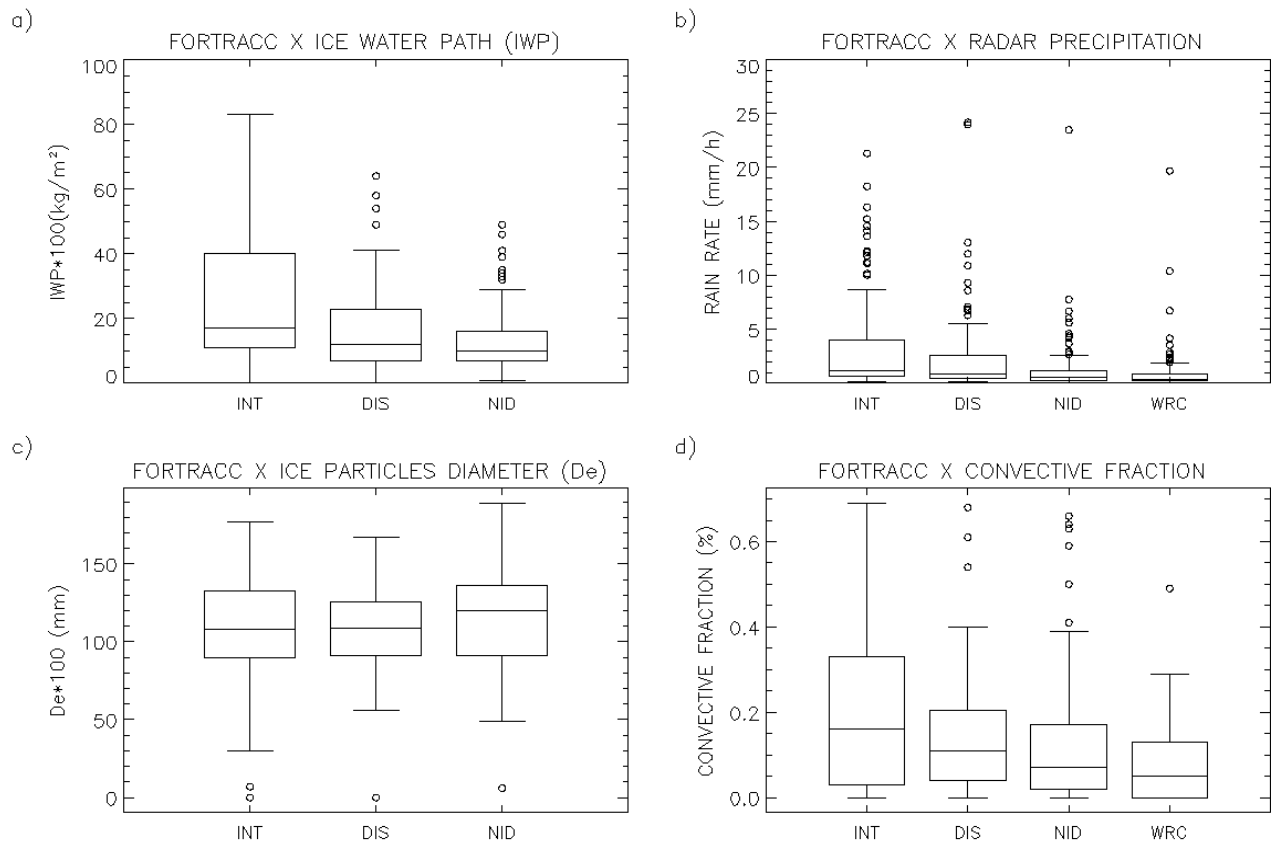 a)
FORTRACC X ICE WATER PATH (IWP)
100
80
60
40
20
0
IWP*100(kg/m²)
INT DIS NID
b)
FORTRACC X RADAR PRECIPITATION
30
25
20
15
10
5
0
RAIN RATE (mm/h)
INT DIS NID WRC
c)
FORTRACC X ICE PARTICLES DIAMETER (De)
150
100
50
0
De*100 (mm)
INT DIS NID
d)
FORTRACC X CONVECTIVE FRACTION
0.6
0.4
0.2
0.0
CONVECTIVE FRACTION (%)
INT DIS NID WRC